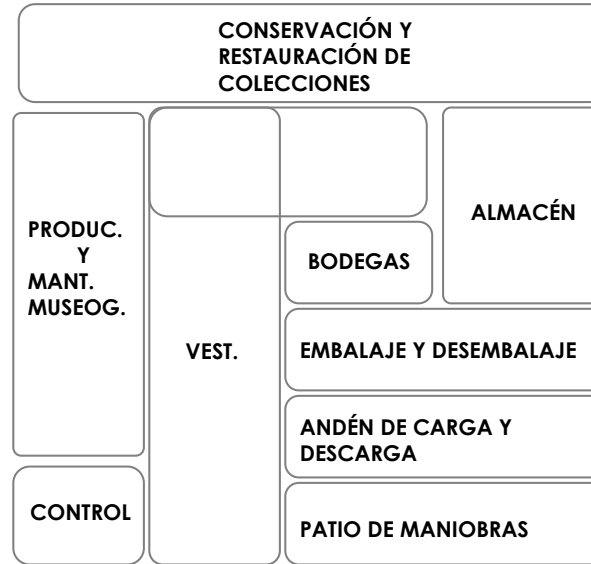 CONSERVACIÓN Y
RESTAURACIÓN DE
COLECCIONES
PRODUC.
Y
MANT.
MUSEOG.
ALMACÉN
BODEGAS
VEST.
EMBALAJE Y DESEMBALAJE
ANDÉN DE CARGA Y
DESCARGA
CONTROL
PATIO DE MANIOBRAS